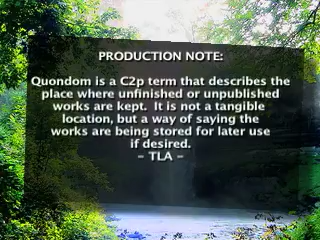 PRODUCTION NOTE:
Quondom is a C2p term that describes the
place where unfinished or unpublished
works are kept.  It is not a tangible
location, but a way of saying the
works are being stored for later use
if desired.
- TLA -